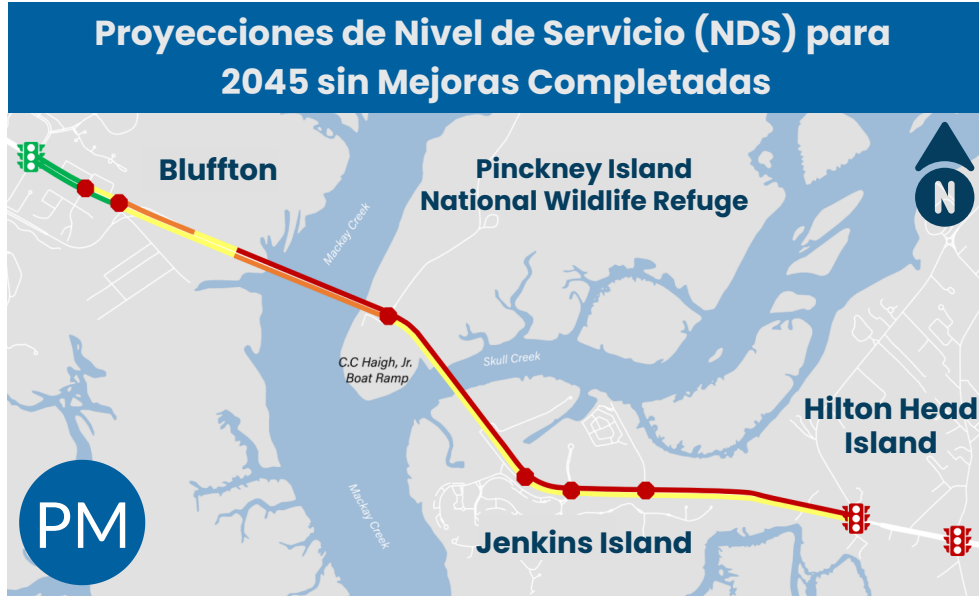 Proyecciones de Nivel de Servicio (NDS) para
2045 sin Mejoras Completadas
Bluffton
Pinckney Island
National Wildlife Refuge
N
Mackay Creek
C.C Haigh, Jr.
Boat Ramp
Skull Creek
Hilton Head
Island
PM
Mackay Creek
Jenkins Island